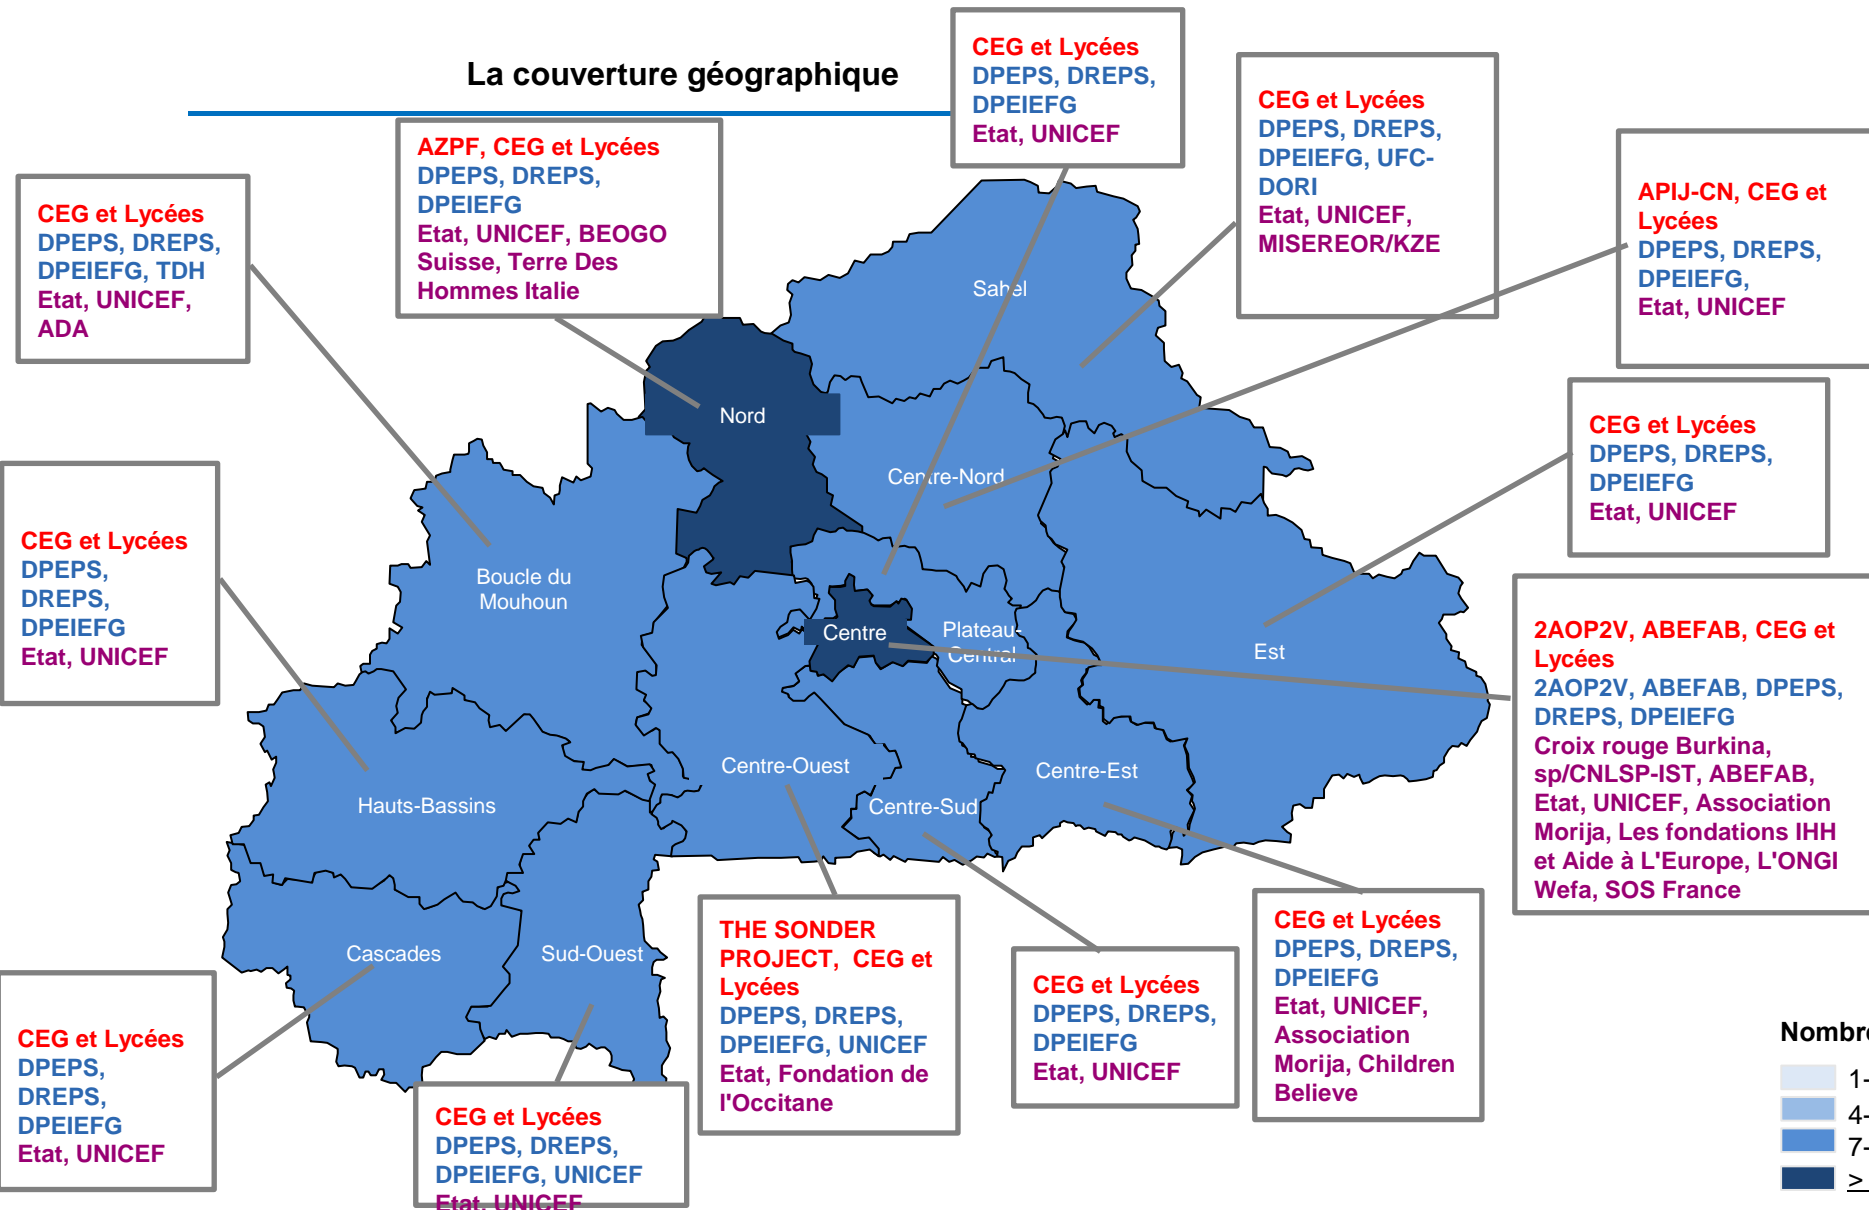 La couverture géographique
CEG et Lycées
DPEPS, DREPS,
DPEIEFG
Etat, UNICEF
CEG et Lycées
DPEPS, DREPS,
DPEIEFG, UFC-
DORI
Etat, UNICEF,
MISEREOR/KZE
AZPF, CEG et Lycées
DPEPS, DREPS,
DPEIEFG
Etat, UNICEF, BEOGO
Suisse, Terre Des
Hommes Italie
APIJ-CN, CEG et
Lycées
DPEPS, DREPS,
DPEIEFG,
Etat, UNICEF
CEG et Lycées
DPEPS, DREPS,
DPEIEFG, TDH
Etat, UNICEF,
ADA
CEG et Lycées
DPEPS, DREPS,
DPEIEFG
Etat, UNICEF
CEG et Lycées
DPEPS,
DREPS,
DPEIEFG
Etat, UNICEF
2AOP2V, ABEFAB, CEG et
Lycées
2AOP2V, ABEFAB, DPEPS,
DREPS, DPEIEFG
Croix rouge Burkina,
sp/CNLSP-IST, ABEFAB,
Etat, UNICEF, Association
Morija, Les fondations IHH
et Aide à L'Europe, L'ONGI
Wefa, SOS France
Sahel
Nord
Centre-Nord
Boucle du
Mouhoun
Centre
Plateau-
Central
Est
Centre-Ouest
Centre-Est
Hauts-Bassins
Centre-Sud
Cascades
Sud-Ouest
CEG et Lycées
DPEPS,
DREPS,
DPEIEFG
Etat, UNICEF
CEG et Lycées
DPEPS, DREPS,
DPEIEFG, UNICEF
Etat, UNICEF
THE SONDER
PROJECT, CEG et
Lycées
DPEPS, DREPS,
DPEIEFG, UNICEF
Etat, Fondation de
l'Occitane
CEG et Lycées
DPEPS, DREPS,
DPEIEFG
Etat, UNICEF
CEG et Lycées
DPEPS, DREPS,
DPEIEFG
Etat, UNICEF,
Association
Morija, Children
Believe
Nombre
1-
4-
7-
>